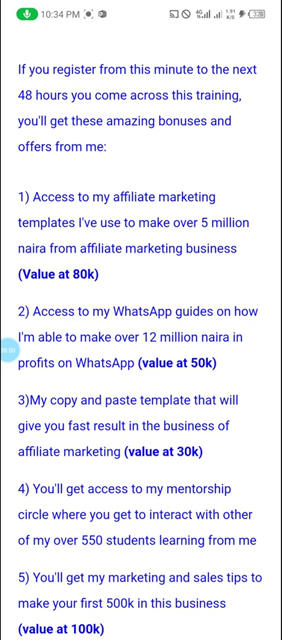 10:34 PM
4G
1.91
K/S
If you register from this minute to the next
48 hours you come across this training,
you'll get these amazing bonuses and
offers from me:
1) Access to my affiliate marketing
templates I've use to make over 5 million
naira from affiliate marketing business
(Value at 80k)
2) Access to my WhatsApp guides on how
I'm able to make over 12 million naira in
profits on WhatsApp (value at 50k)
3)My copy and paste template that will
give you fast result in the business of
affiliate marketing (value at 30k)
4) You'll get access to my mentorship
circle where you get to interact with other
of my over 550 students learning from me
5) You'll get my marketing and sales tips to
make your first 500k in this business
(value at 100k)